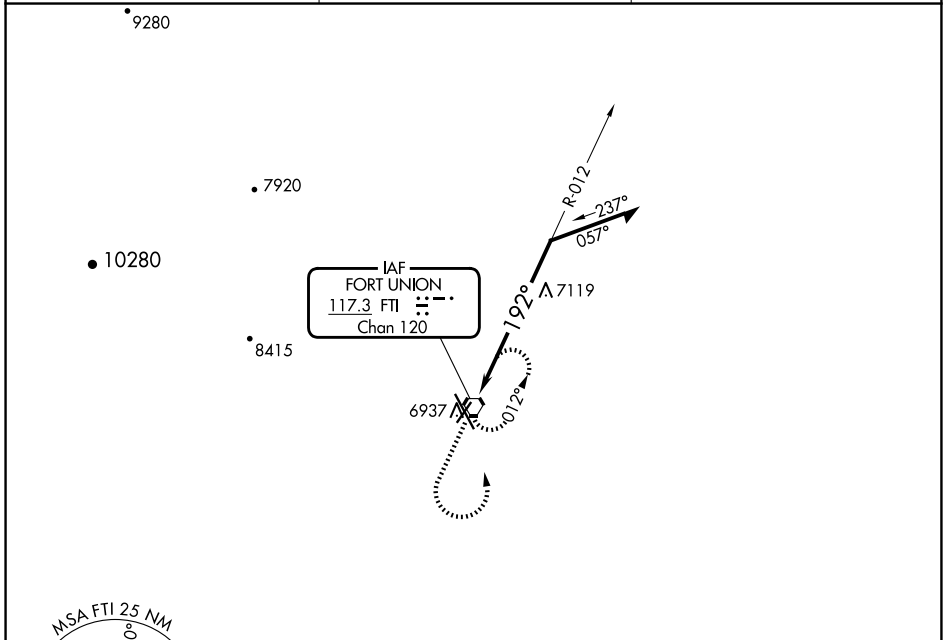 9280
7920
10280
8415
R-012
237°
057°
192°
7119
IAF
FORT UNION
117.3 FTI
Chan 120
6937
012°
MSA FTI 25 NM